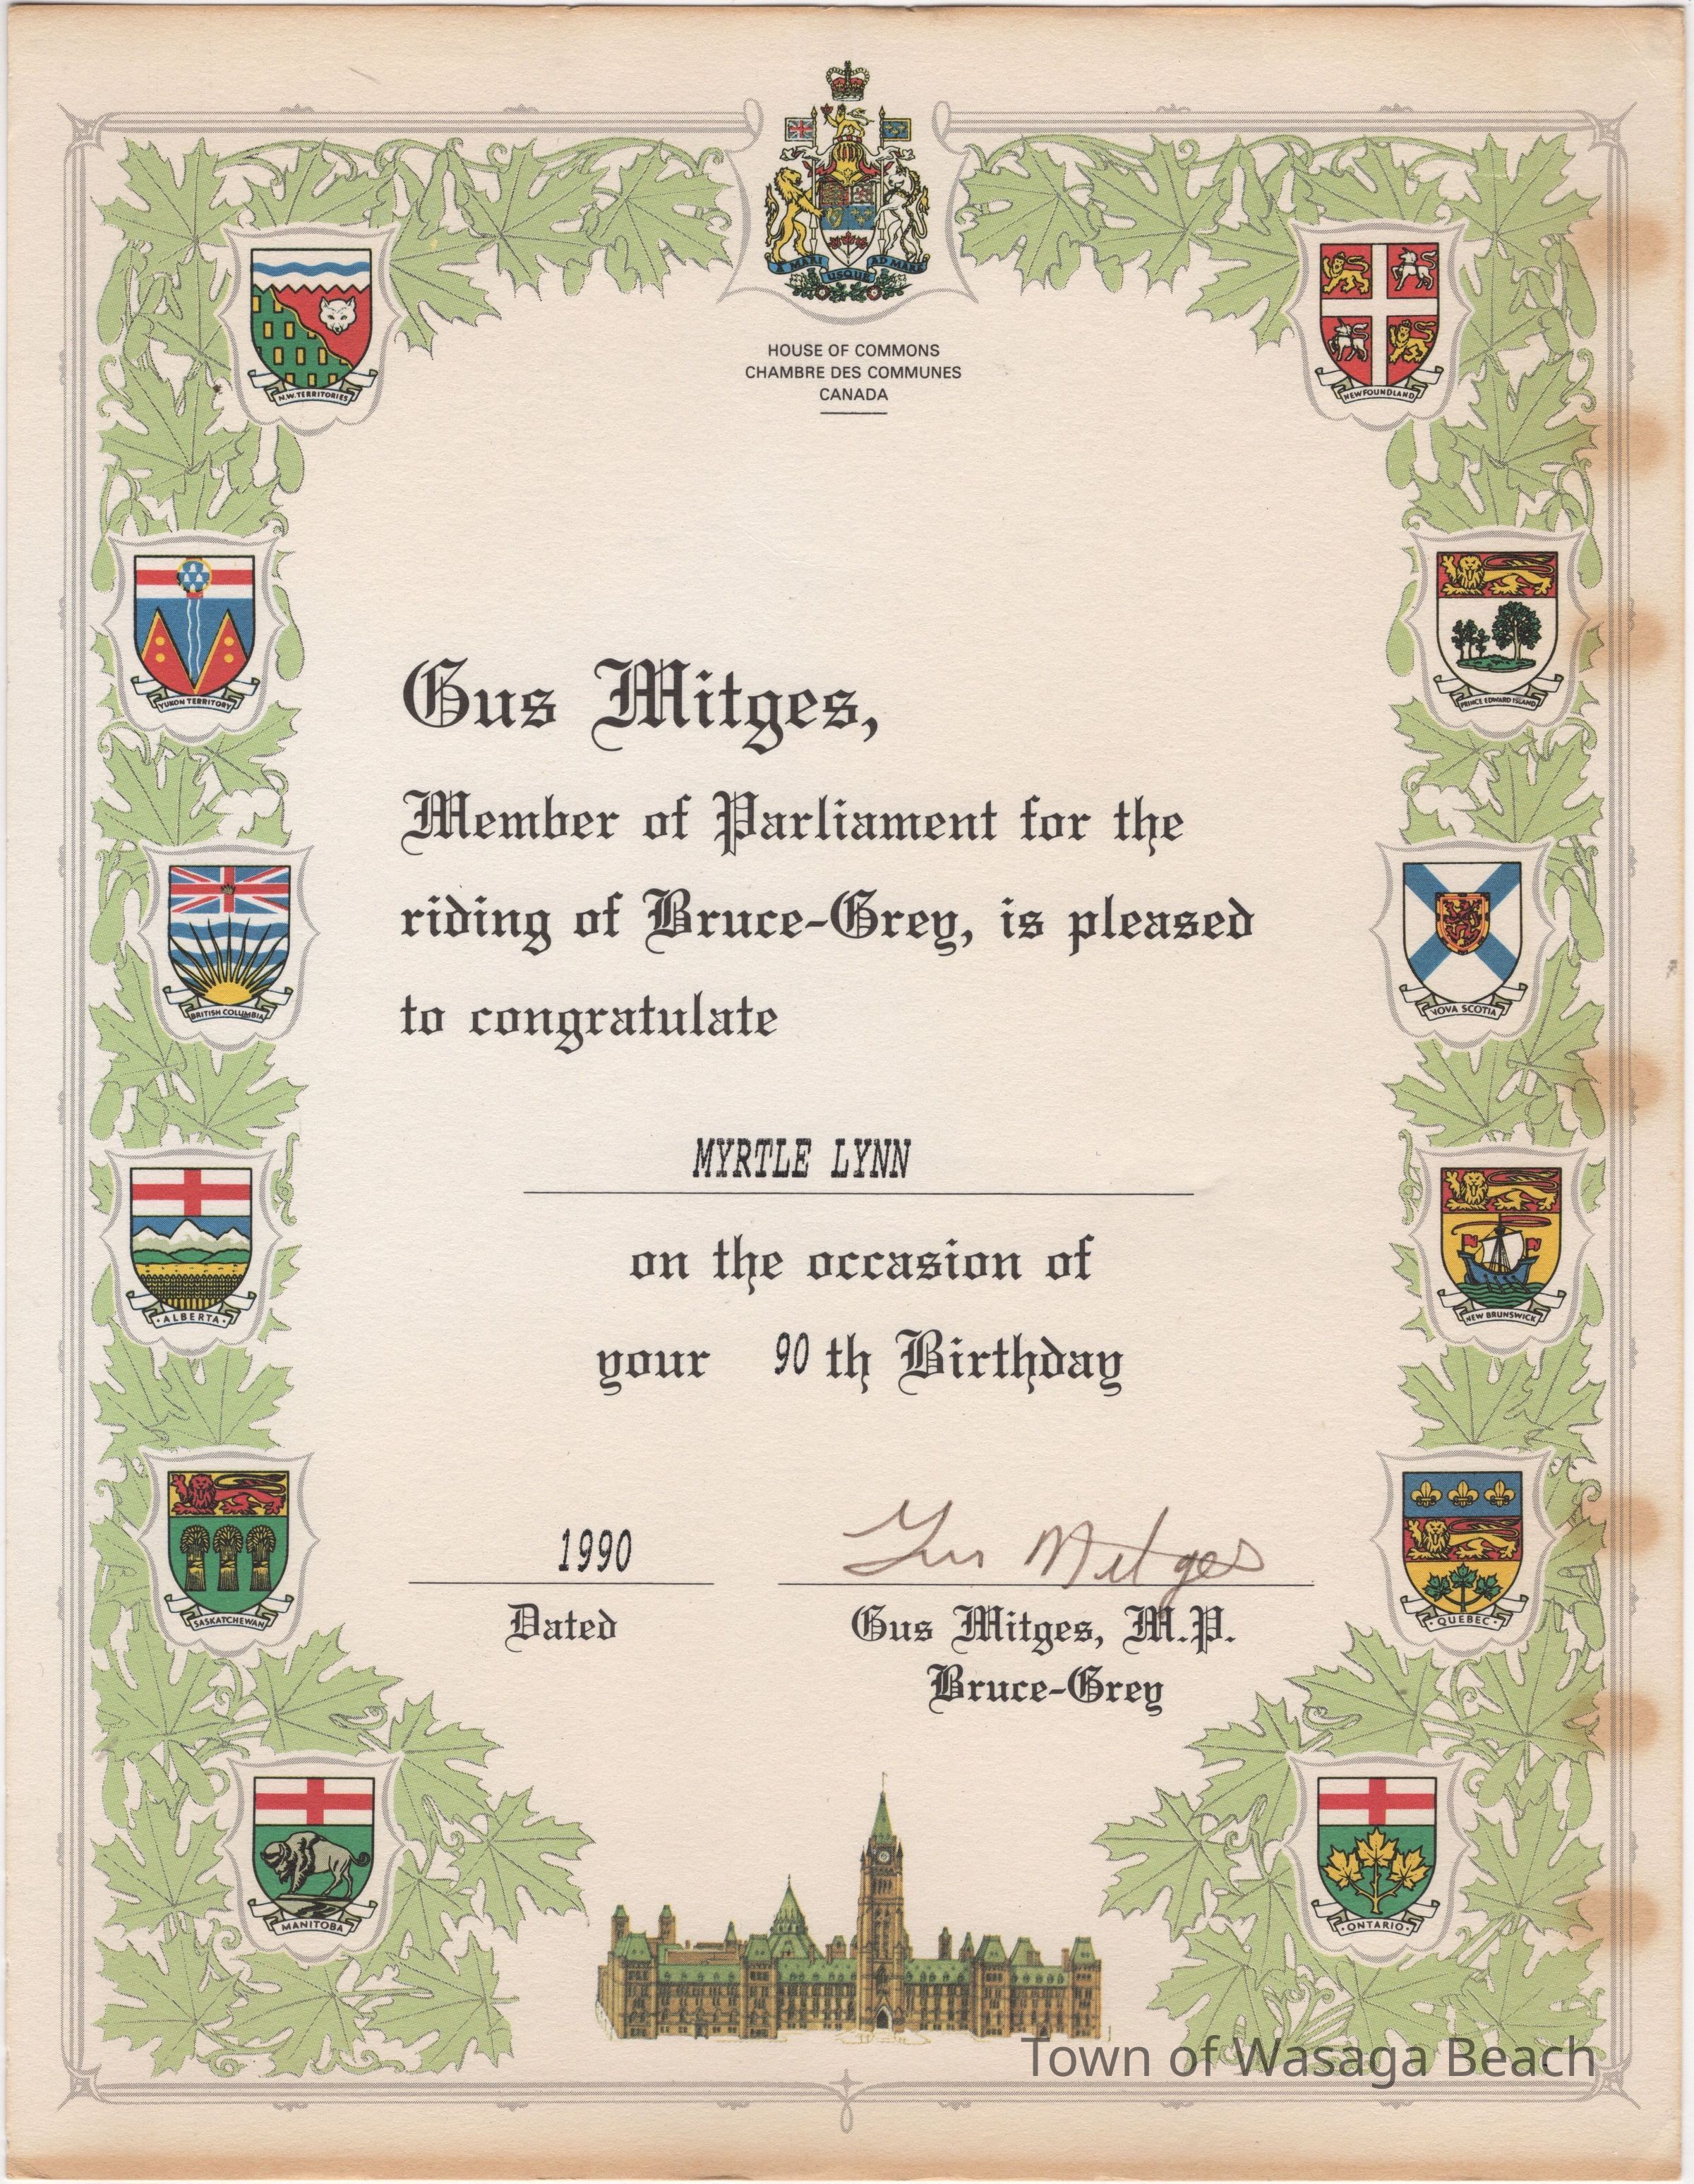 A MARI USQUE AD MARE
HOUSE OF COMMONS
CHAMBRE DES COMMUNES
CANADA
N.W. TERRITORIES
NEWFOUNDLAND
YUKON TERRITORY
PRINCE EDWARD ISLAND
BRITISH COLUMBIA
NOVA SCOTIA
ALBERTA
NEW BRUNSWICK
SASKATCHEWAN
QUEBEC
MANITOBA
ONTARIO
Gus Mitges,
Member of Parliament for the
riding of Bruce-Grey, is pleased
to congratulate
MYRTLE LYNN
on the occasion of
your 90 th Birthday
1990 Gus Mitges
Dated Gus Mitges, M.P.
Bruce-Grey
Town of Wasaga Beach